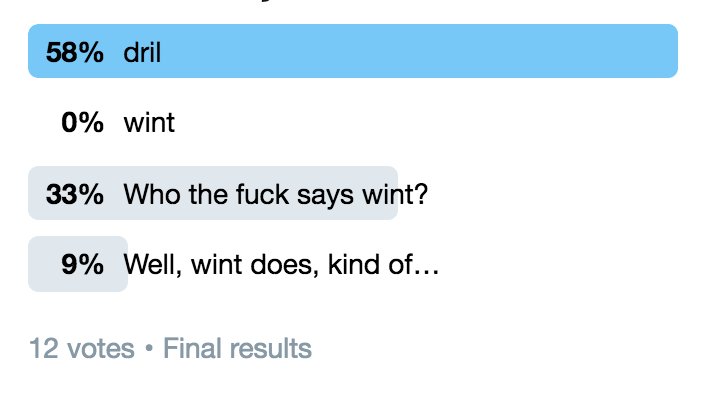 58% dril
0% wint
33% Who the fuck says wint?
9% Well, wint does, kind of…
12 votes • Final results